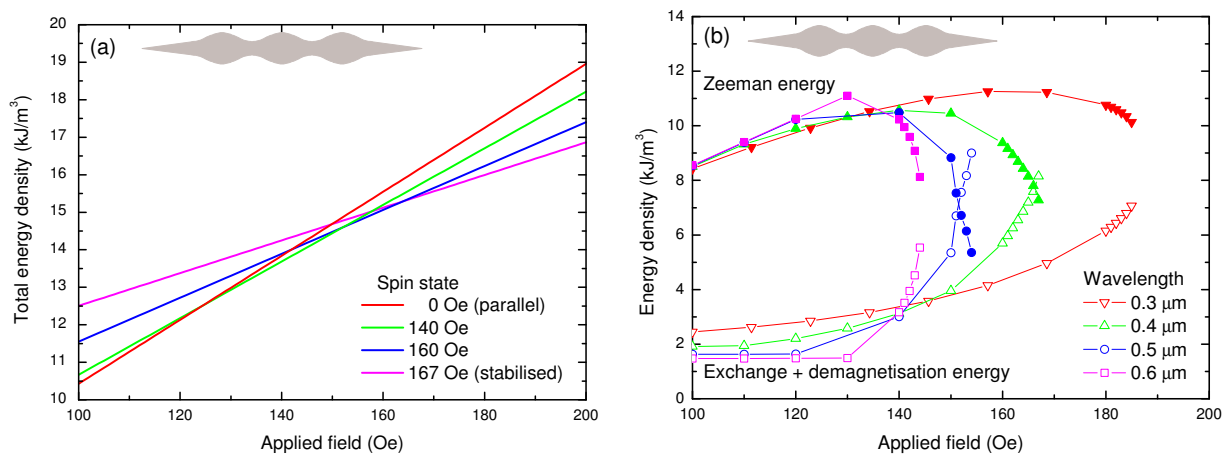 (a)
Total energy density (kJ/m³)
20
19
18
17
16
15
14
13
12
11
10
Spin state
0 Oe (parallel)
140 Oe
160 Oe
167 Oe (stabilised)
100 120 140 160 180 200
Applied field (Oe)
(b)
Energy density (kJ/m³)
14
12
10
8
6
4
2
0
Zeeman energy
Wavelength
0.3 μm
0.4 μm
0.5 μm
0.6 μm
Exchange + demagnetisation energy
100 120 140 160 180 200
Applied field (Oe)